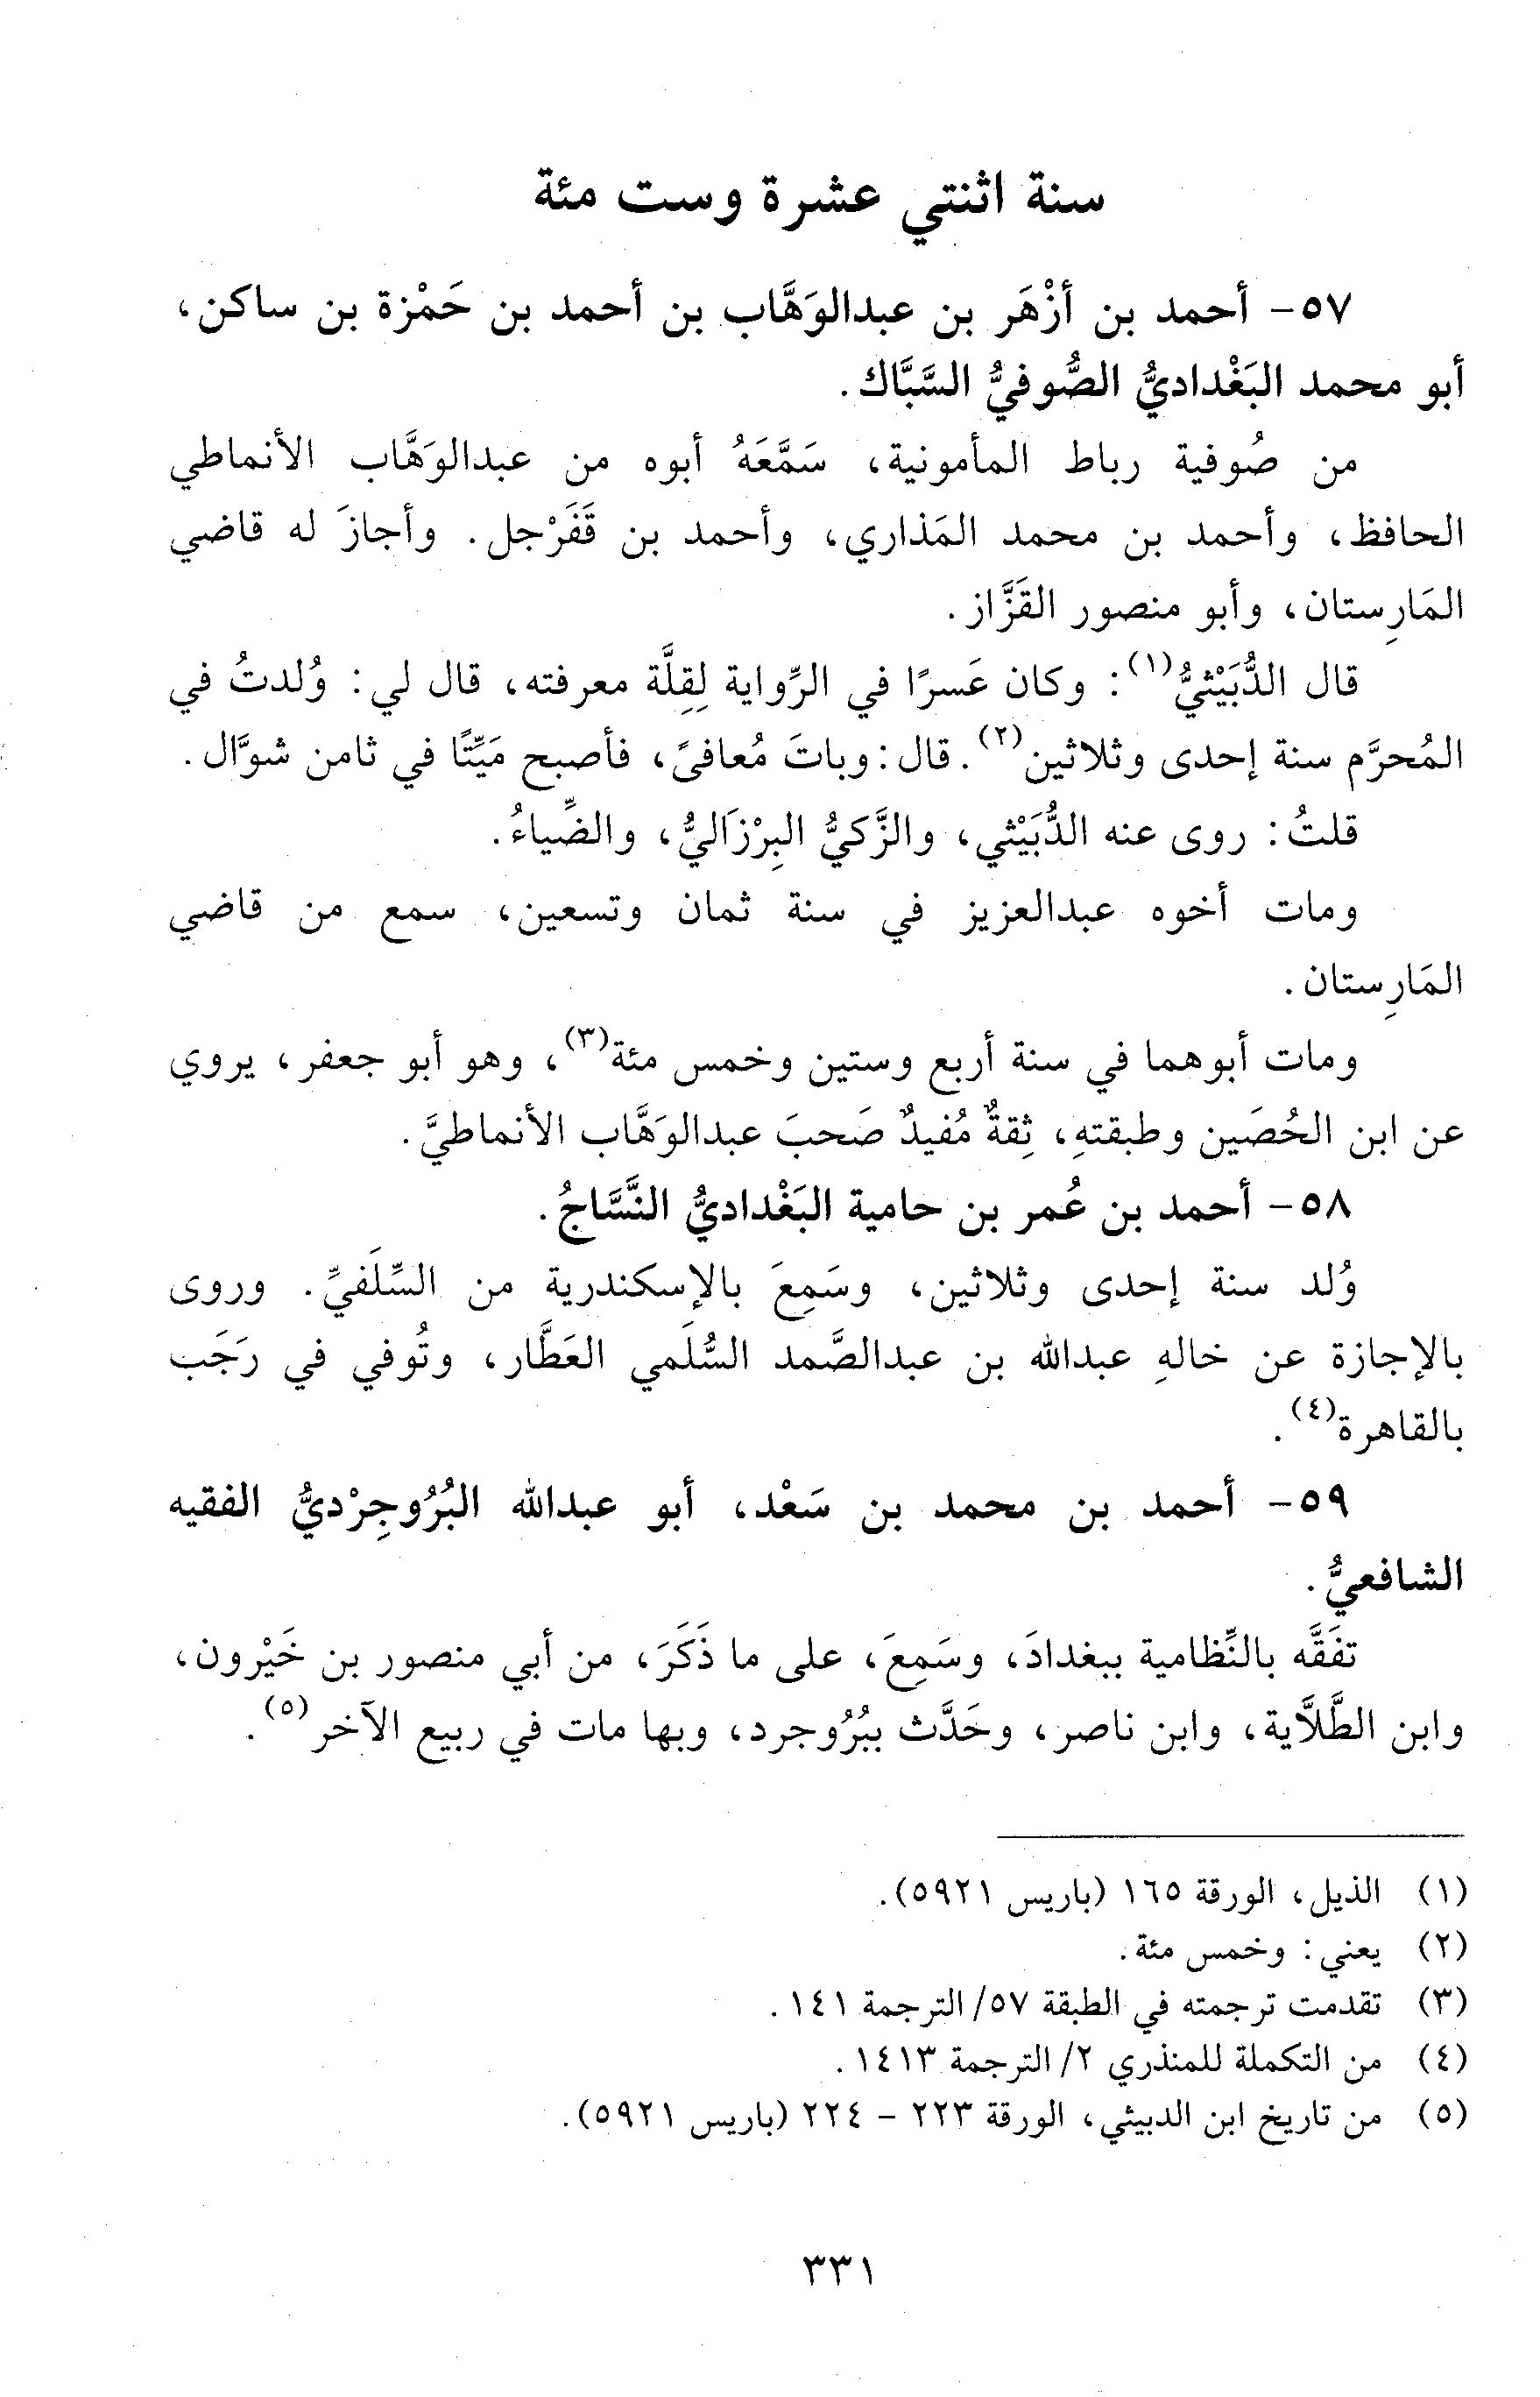 سنة اثنتي عشرة وست مئة
٥٧- أحمد بن أزْهَر بن عبدالوَهَّاب بن أحمد بن حَمْزة بن ساكن،
أبو محمد البَغْداديُّ الصُّوفيُّ السَّبَّاك.
من صُوفية رباط المأمونية، سَمَّعَهُ أبوه من عبدالوَهَّاب الأنماطي
الحافظ، وأحمد بن محمد المَذاري، وأحمد بن قَفَرْجل. وأجازَ له قاضي
المَارِستان، وأبو منصور القَزَّاز.
قال الدُّبَيْثيُّ(١): وكان عَسرًا في الرِّواية لِقِلَّة معرفته، قال لي: وُلدتُ في
المُحرَّم سنة إحدى وثلاثين(٢). قال: وباتَ مُعافىً، فأصبح مَيِّتًا في ثامن شوَّال.
قلتُ: روى عنه الدُّبَيْثي، والزَّكيُّ البِرْزَاليُّ، والضِّياءُ.
ومات أخوه عبدالعزيز في سنة ثمان وتسعين، سمع من قاضي
المَارِستان.
ومات أبوهما في سنة أربع وستين وخمس مئة(٣)، وهو أبو جعفر، يروي
عن ابن الحُصَين وطبقتهِ، ثِقةٌ مُفيدٌ صَحبَ عبدالوَهَّاب الأنماطيَّ.
٥٨- أحمد بن عُمر بن حامية البَغْداديُّ النَّسَّاجُ.
وُلد سنة إحدى وثلاثين، وسَمِعَ بالإسكندرية من السِّلَفيِّ. وروى
بالإجازة عن خالهِ عبدالله بن عبدالصَّمد السُّلَمي العَطَّار، وتُوفي في رَجَب
بالقاهرة(٤).
٥٩- أحمد بن محمد بن سَعْد، أبو عبدالله البُرُوجِرْديُّ الفقيه
الشافعيُّ.
تفَقَّه بالنِّظامية ببغدادَ، وسَمِعَ، على ما ذَكَرَ، من أبي منصور بن خَيْرون،
وابن الطَّلَّاية، وابن ناصر، وحَدَّث ببُرُوجرد، وبها مات في ربيع الآخر(٥).
(١) الذيل، الورقة ١٦٥ (باريس ٥٩٢١).
(٢) يعني: وخمس مئة.
(٣) تقدمت ترجمته في الطبقة ٥٧/ الترجمة ١٤١.
(٤) من التكملة للمنذري ٢/ الترجمة ١٤١٣.
(٥) من تاريخ ابن الدبيثي، الورقة ٢٢٣ - ٢٢٤ (باريس ٥٩٢١).
٣٣١